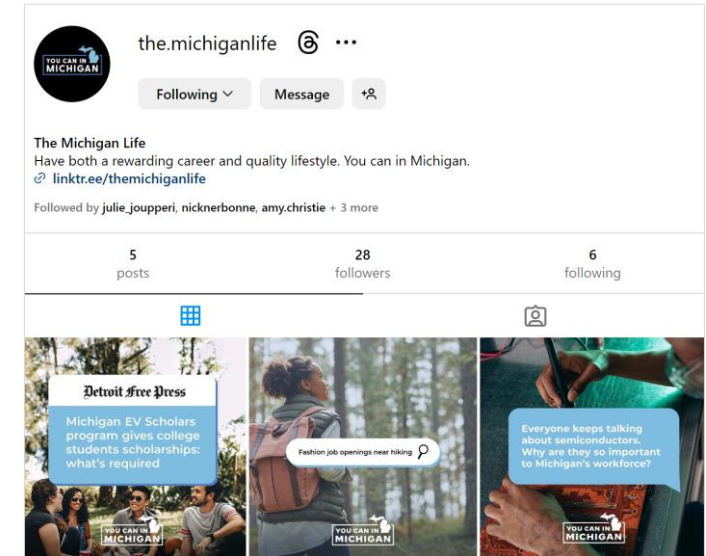 YOU CAN IN
MICHIGAN
the.michiganlife
Following
Message
The Michigan Life
Have both a rewarding career and quality lifestyle. You can in Michigan.
linktr.ee/themichiganlife
Followed by julie_joupperi, nicknerbonne, amy.christie + 3 more
5
posts
28
followers
6
following
Detroit Free Press
Michigan EV Scholars
program gives college
students scholarships:
what's required
YOU CAN IN
MICHIGAN
Fashion job openings near hiking
YOU CAN IN
MICHIGAN
Everyone keeps talking
about semiconductors.
Why are they so important
to Michigan's workforce?
YOU CAN IN
MICHIGAN